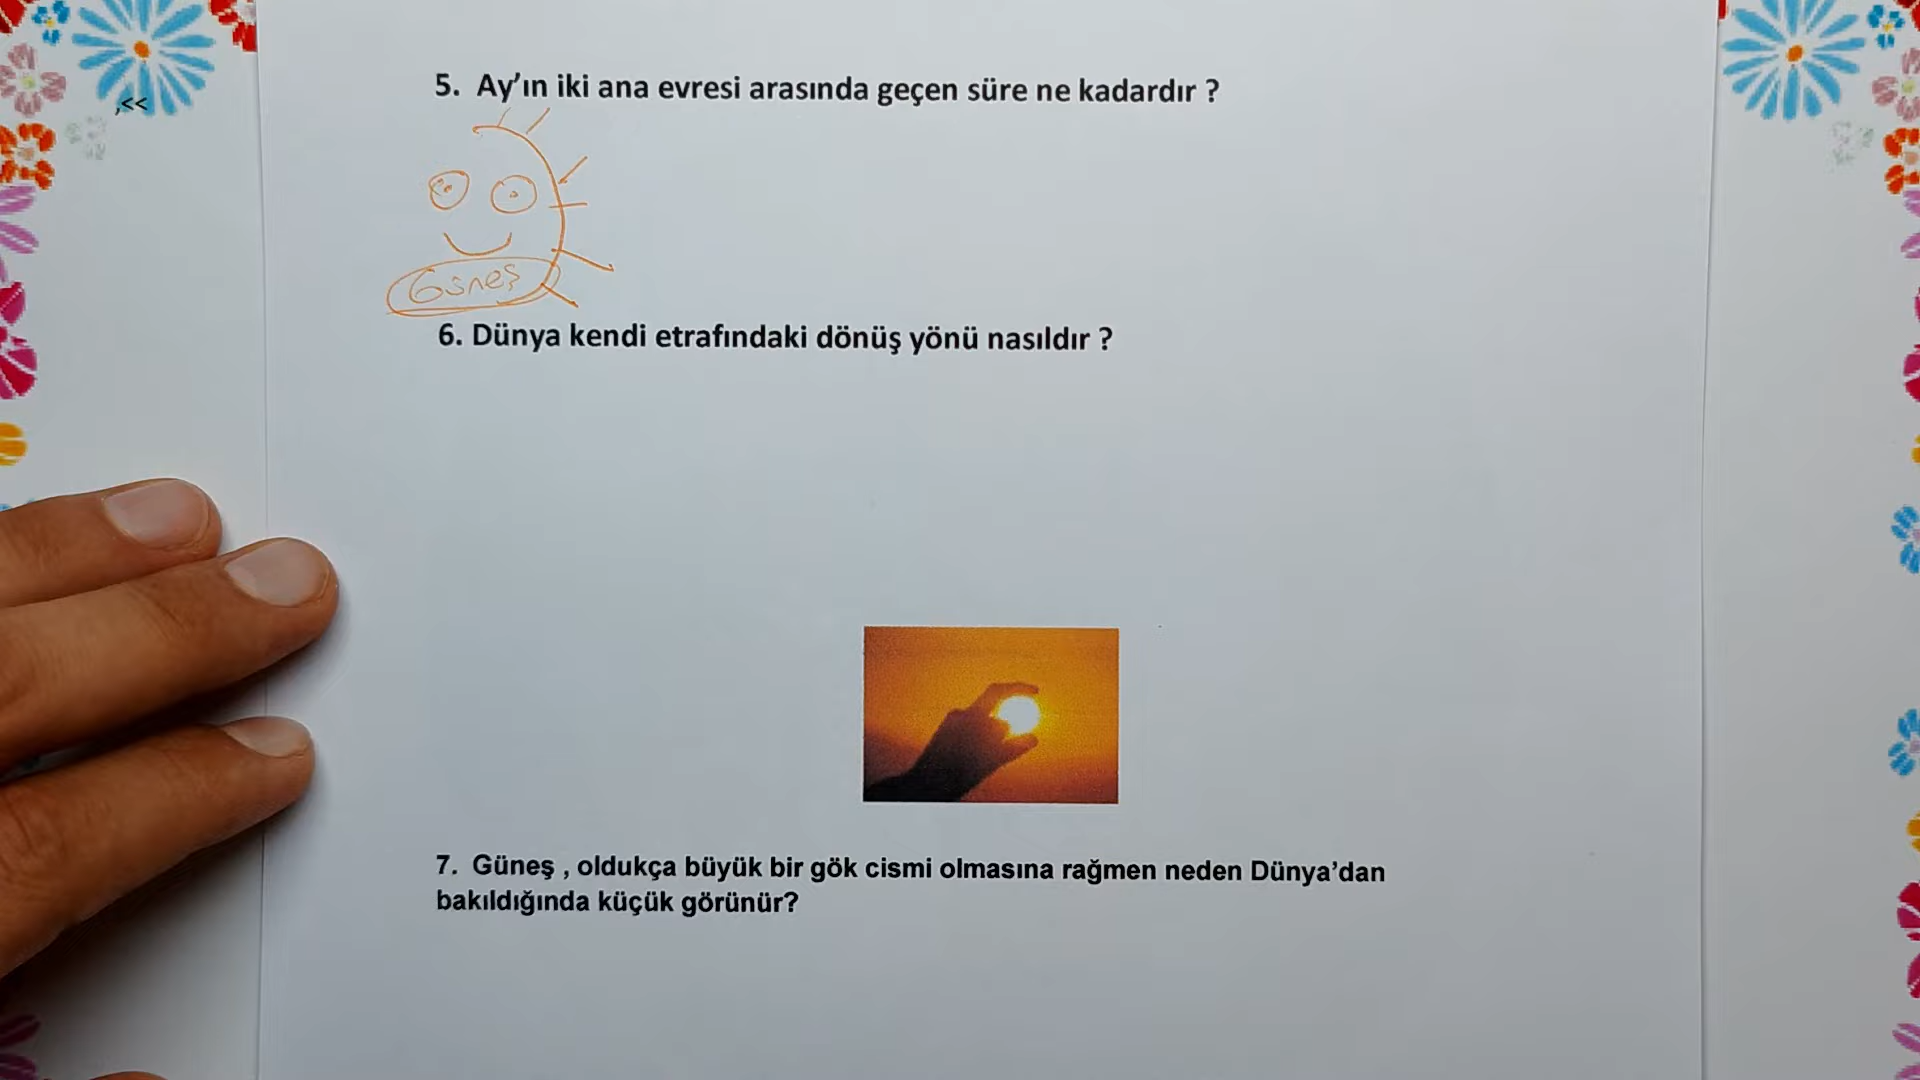 ,<<
5. Ay’ın iki ana evresi arasında geçen süre ne kadardır ?
Güneş
6. Dünya kendi etrafındaki dönüş yönü nasıldır ?
7. Güneş , oldukça büyük bir gök cismi olmasına rağmen neden Dünya’dan
bakıldığında küçük görünür?